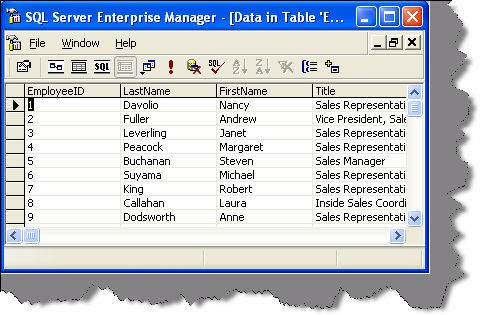 SQL Server Enterprise Manager - [Data in Table 'E...
File Window Help
SQL
SQL
A Z
Z A
EmployeeID LastName FirstName Title
1 Davolio Nancy Sales Representati
2 Fuller Andrew Vice President, Sale
3 Leverling Janet Sales Representati
4 Peacock Margaret Sales Representati
5 Buchanan Steven Sales Manager
6 Suyama Michael Sales Representati
7 King Robert Sales Representati
8 Callahan Laura Inside Sales Coordi
9 Dodsworth Anne Sales Representati